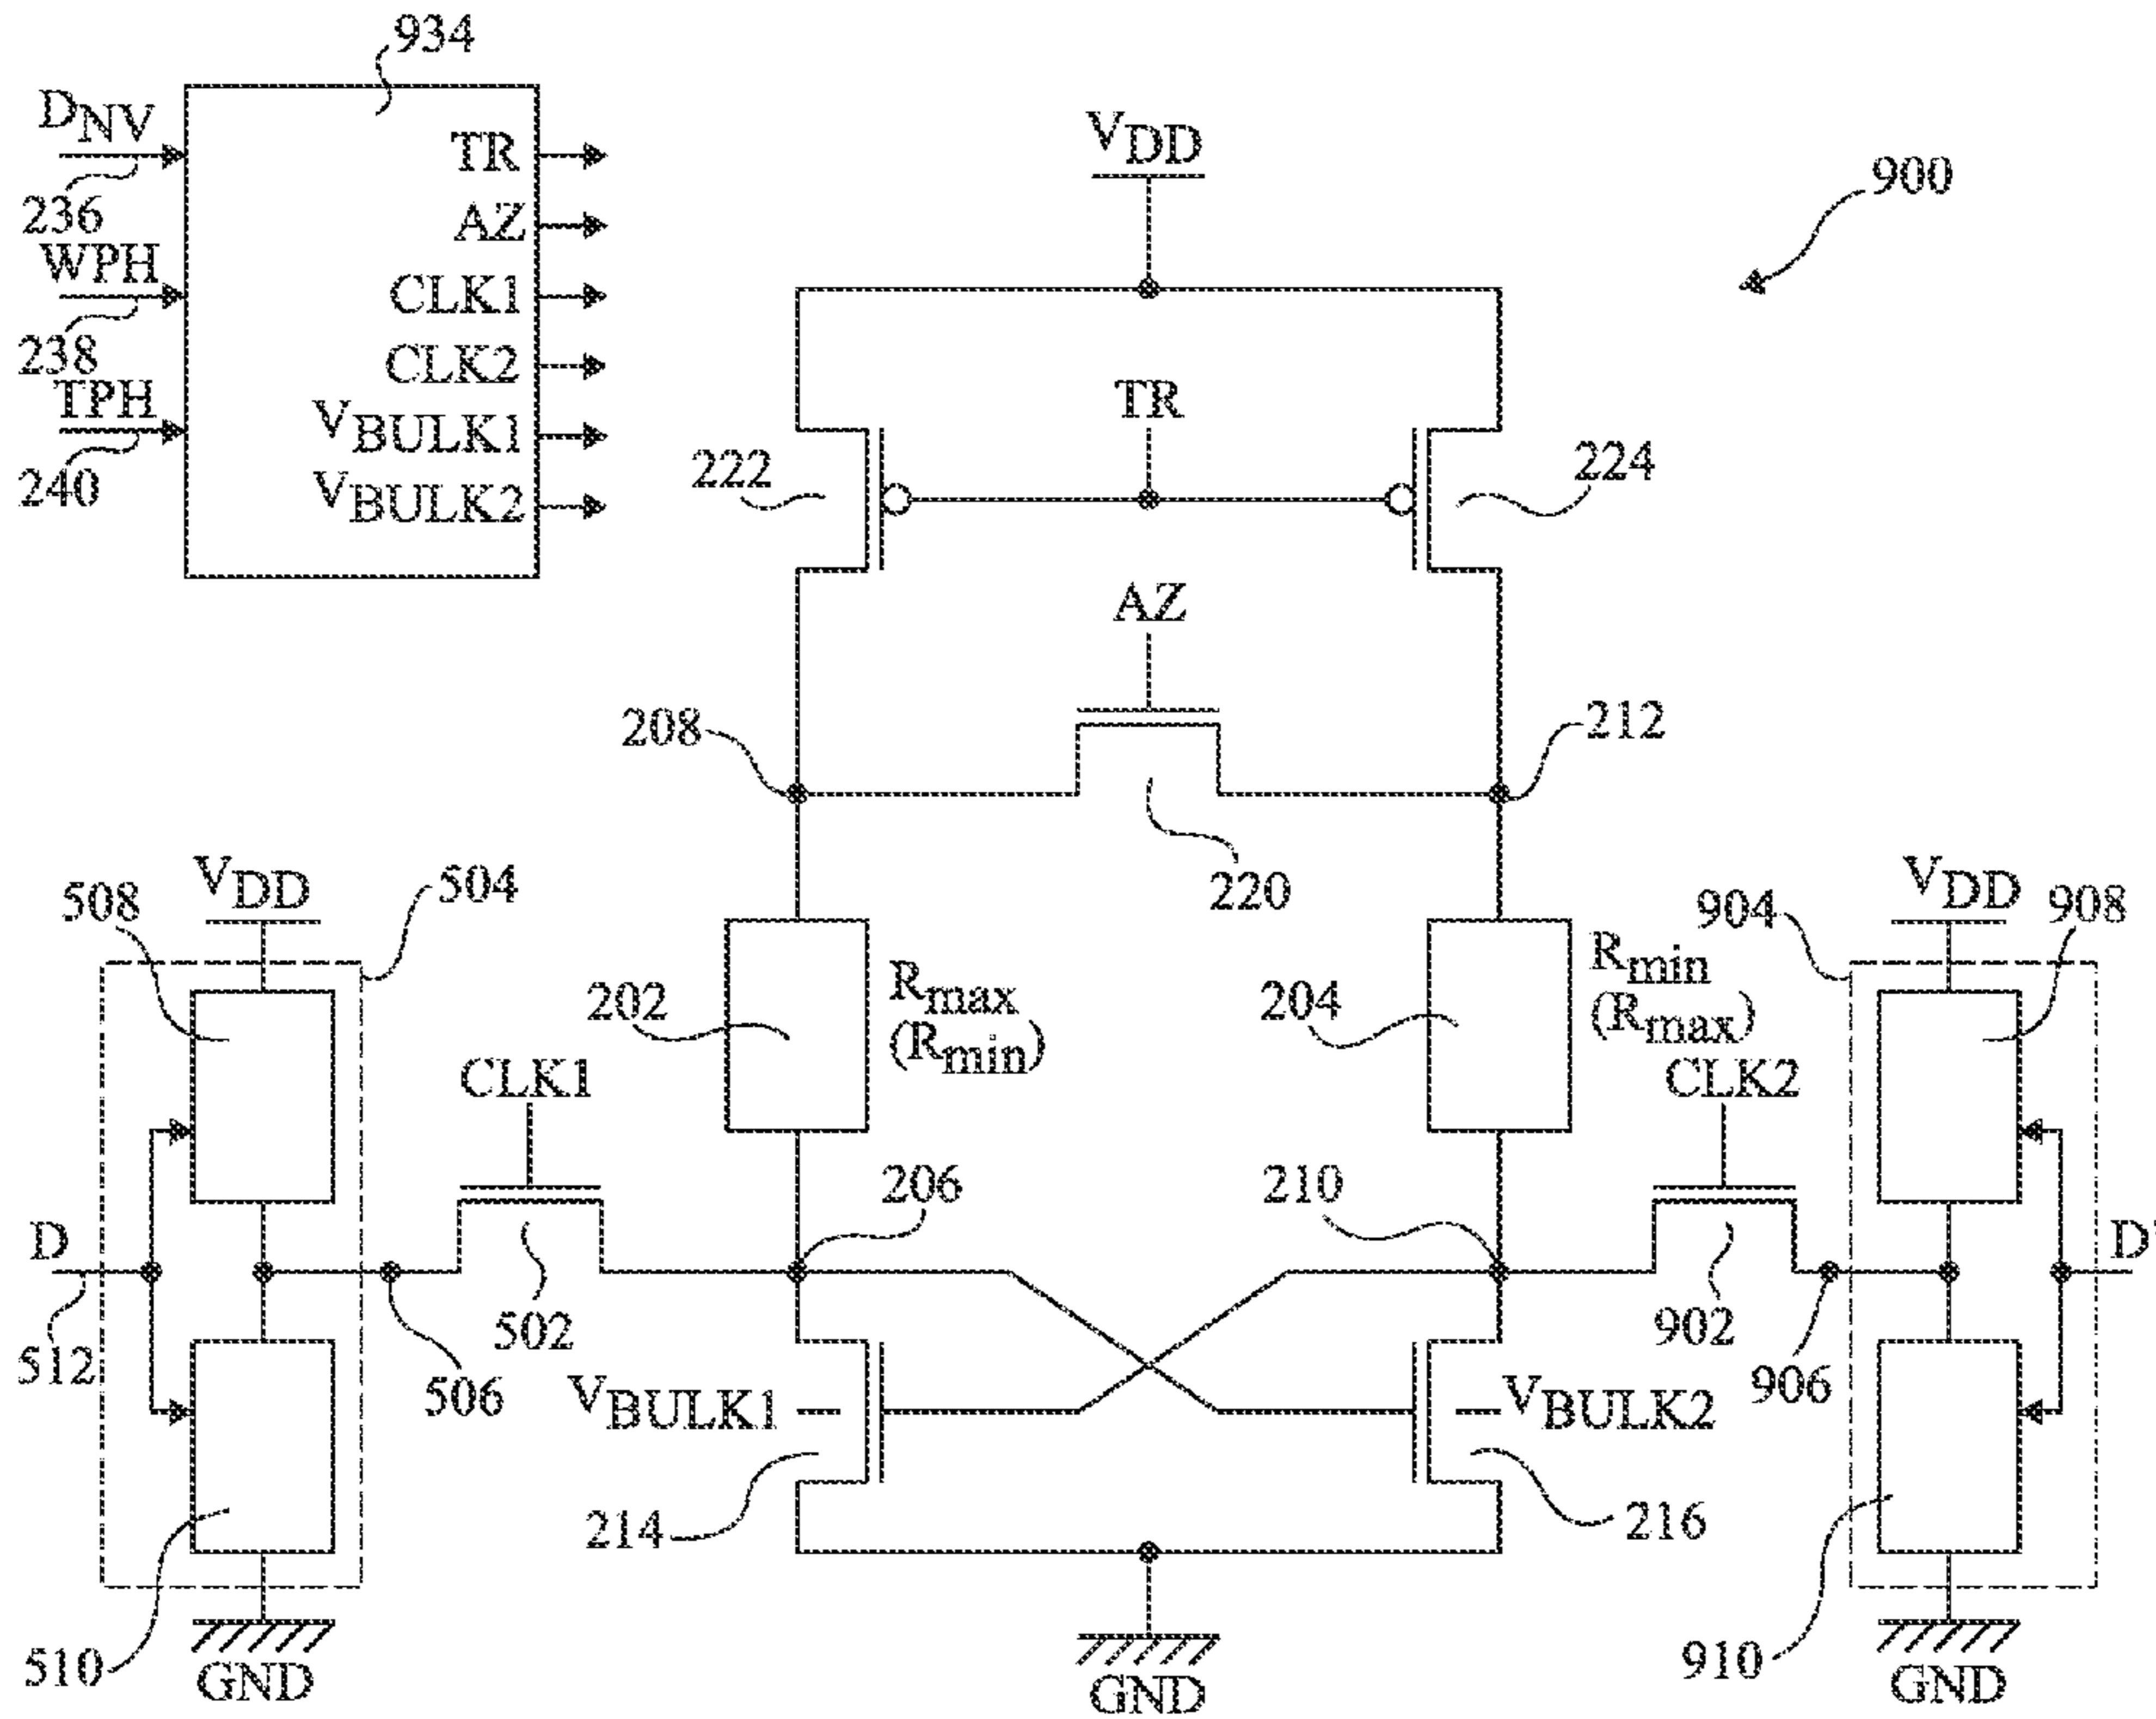 934
DNV
236
WPH
238
TPH
240
TR
AZ
CLK1
CLK2
VBULK1
VBULK2
VDD
900
TR
222
224
AZ
208
212
220
VDD
508
504
202
Rmax
(Rmin)
204
Rmin
(Rmax)
904
VDD
908
CLK1
CLK2
206
210
D
512
506
502
902
906
D'
VBULK1
VBULK2
214
216
510
GND
GND
910
GND